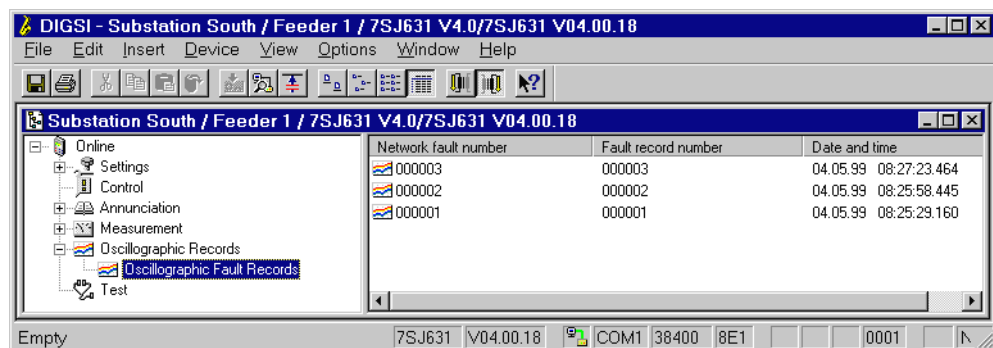 DIGSI - Substation South / Feeder 1 / 7SJ631 V4.0/7SJ631 V04.00.18
File Edit Insert Device View Options Window Help
Substation South / Feeder 1 / 7SJ631 V4.0/7SJ631 V04.00.18
Online
Settings
Control
Annunciation
Measurement
Oscillographic Records
Oscillographic Fault Records
Test
Network fault number Fault record number Date and time
000003 000003 04.05.99 08:27:23.464
000002 000002 04.05.99 08:25:58.445
000001 000001 04.05.99 08:25:29.160
Empty 7SJ631 V04.00.18 COM1 38400 8E1 0001